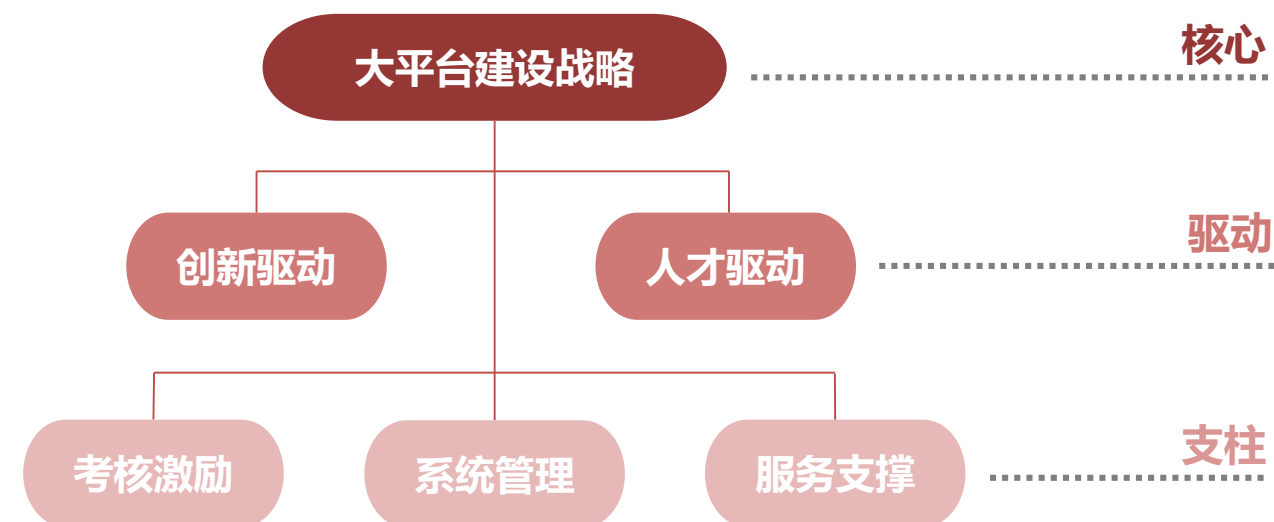 大平台建设战略
核心
创新驱动
人才驱动
驱动
考核激励
系统管理
服务支撑
支柱